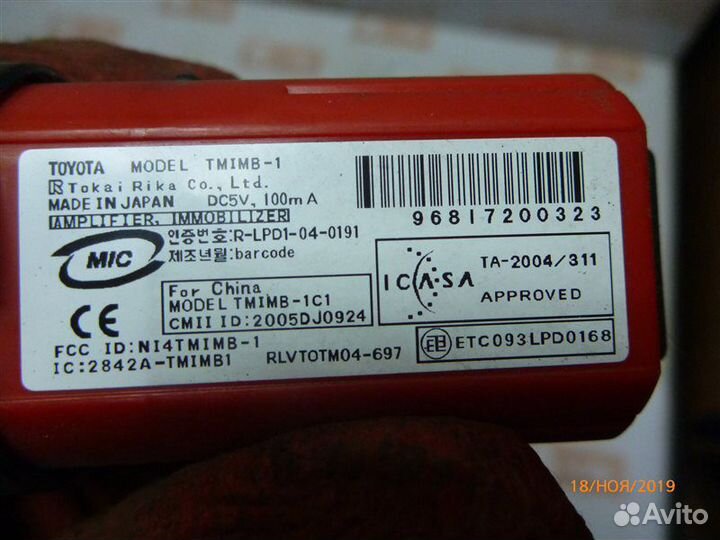 TOYOTA MODEL TMIMB-1
Tokai Rika Co., Ltd.
MADE IN JAPAN DC5V, 100mA
AMPLIFIER, IMMOBILIZER
MIC
인증번호:R-LPD1-04-0191
제조년월:barcode
96817200323
For China
MODEL TMIMB-1C1
CMII ID:2005DJ0924
CE
FCC ID:NI4TMIMB-1
IC:2842A-TMIMB1
RLVTOTM04-697
ICASA
TA-2004/311
APPROVED
ETC093LPD0168
18/НОЯ/2019
Avito